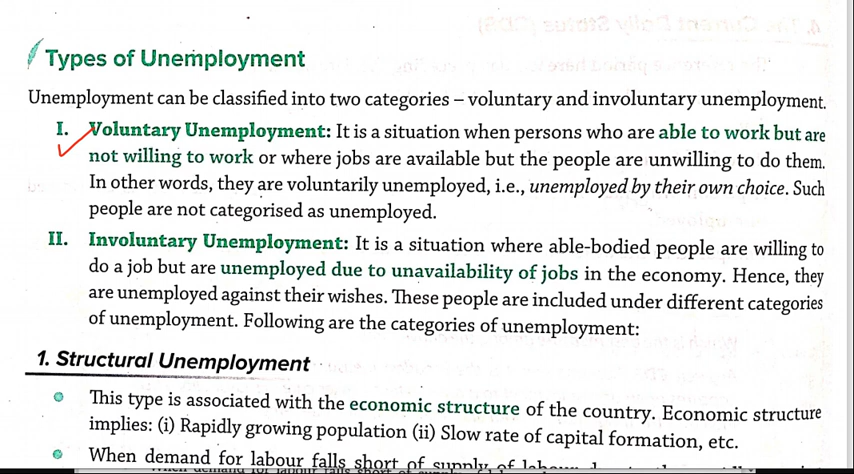 Types of Unemployment
Unemployment can be classified into two categories – voluntary and involuntary unemployment.
I. Voluntary Unemployment: It is a situation when persons who are able to work but are
not willing to work or where jobs are available but the people are unwilling to do them.
In other words, they are voluntarily unemployed, i.e., unemployed by their own choice. Such
people are not categorised as unemployed.
II. Involuntary Unemployment: It is a situation where able-bodied people are willing to
do a job but are unemployed due to unavailability of jobs in the economy. Hence, they
are unemployed against their wishes. These people are included under different categories
of unemployment. Following are the categories of unemployment:
1. Structural Unemployment
This type is associated with the economic structure of the country. Economic structure
implies: (i) Rapidly growing population (ii) Slow rate of capital formation, etc.
When demand for labour falls short of supply of